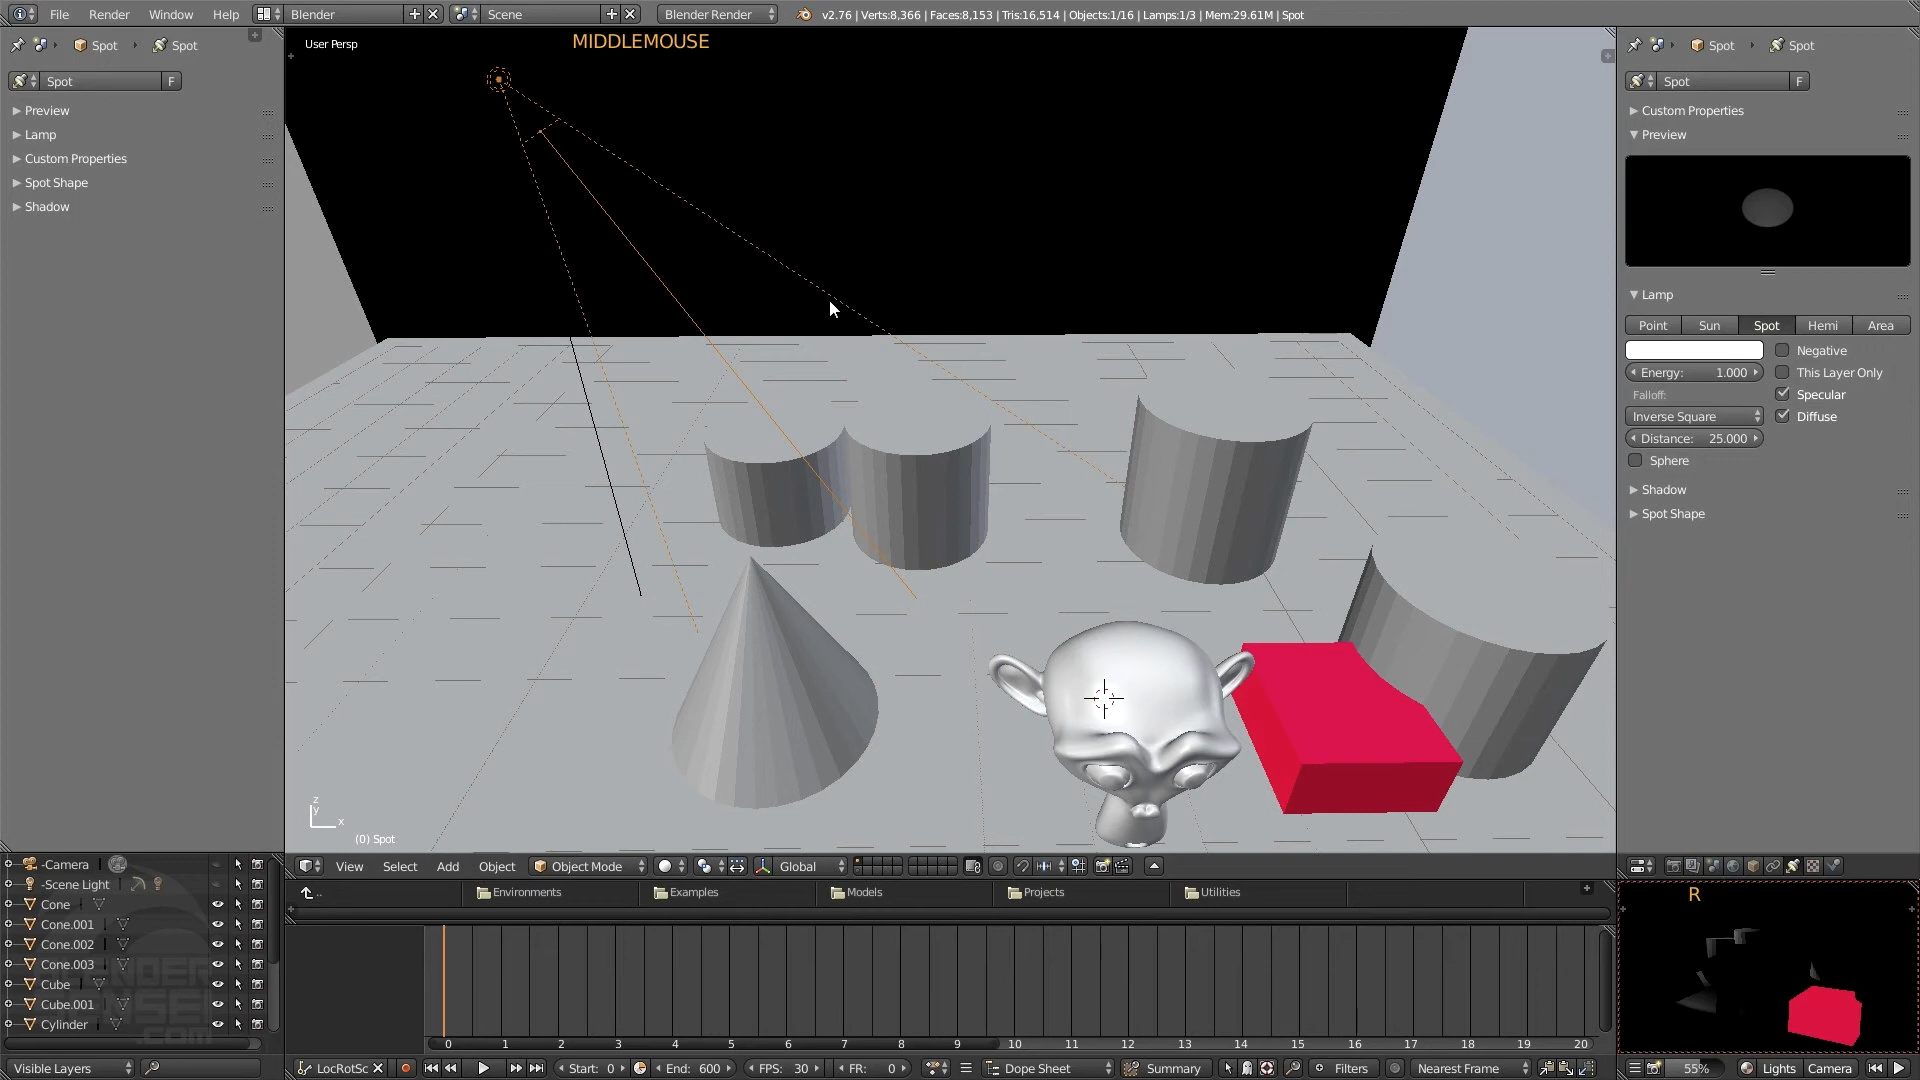 File Render Window Help Blender Scene Blender Render v2.76 | Verts:8,366 | Faces:8,153 | Tris:16,514 | Objects:1/16 | Lamps:1/3 | Mem:29.61M | Spot
Spot Spot
Spot F
Preview
Lamp
Custom Properties
Spot Shape
Shadow
User Persp
MIDDLEMOUSE
z
y
x
(0) Spot
Spot Spot
Spot F
Custom Properties
Preview
Lamp
Point Sun Spot Hemi Area
Negative
Energy: 1.000 This Layer Only
Falloff: Specular
Inverse Square Diffuse
Distance: 25.000
Sphere
Shadow
Spot Shape
View Select Add Object Object Mode Global
-Camera
-Scene Light
Cone
Cone.001
Cone.002
Cone.003
Cube
Cube.001
Cylinder
BLENDER
SENSEI
.COM
Visible Layers
.. Environments Examples Models Projects Utilities
0 1 2 3 4 5 6 7 8 9 10 11 12 13 14 15 16 17 18 19 20
LocRotSc Start: 0 End: 600 FPS: 30 FR: 0 Dope Sheet Summary Filters Nearest Frame
R
55% Lights Camera